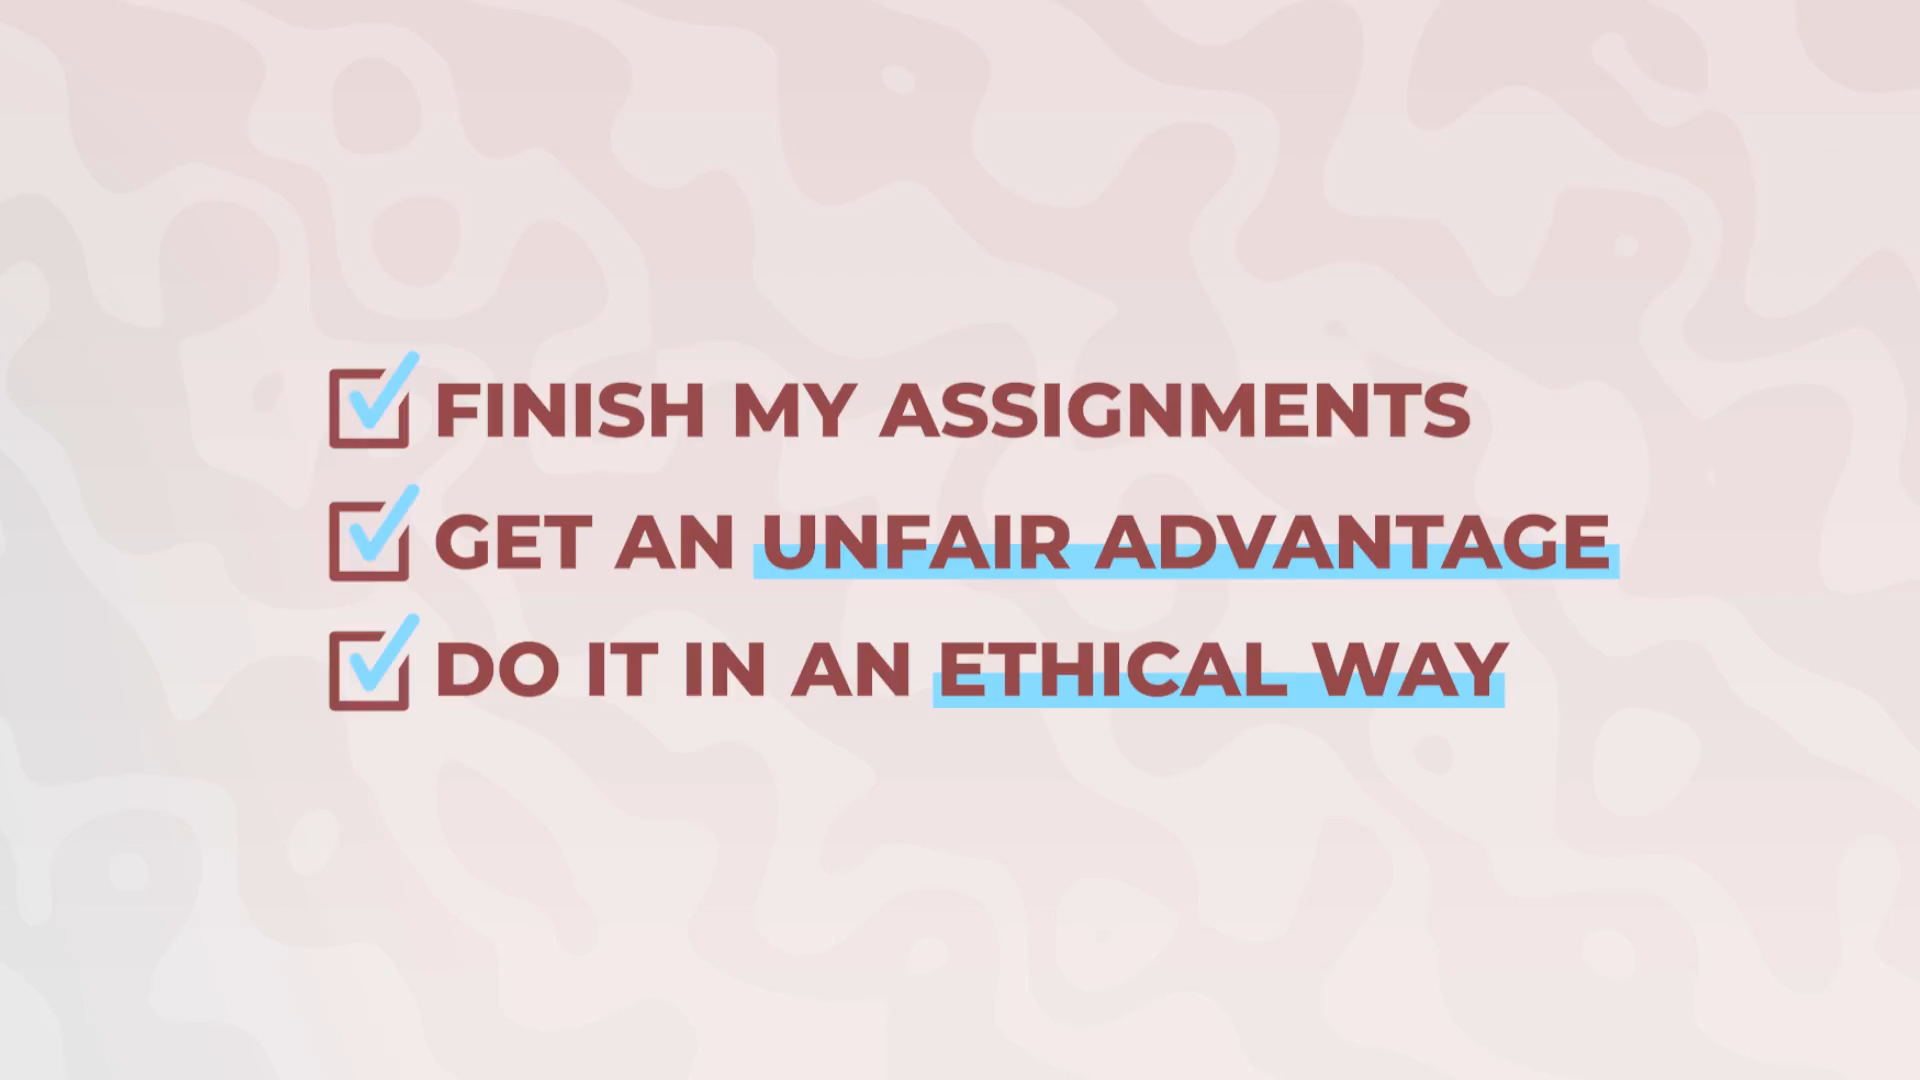 FINISH MY ASSIGNMENTS
GET AN UNFAIR ADVANTAGE
DO IT IN AN ETHICAL WAY